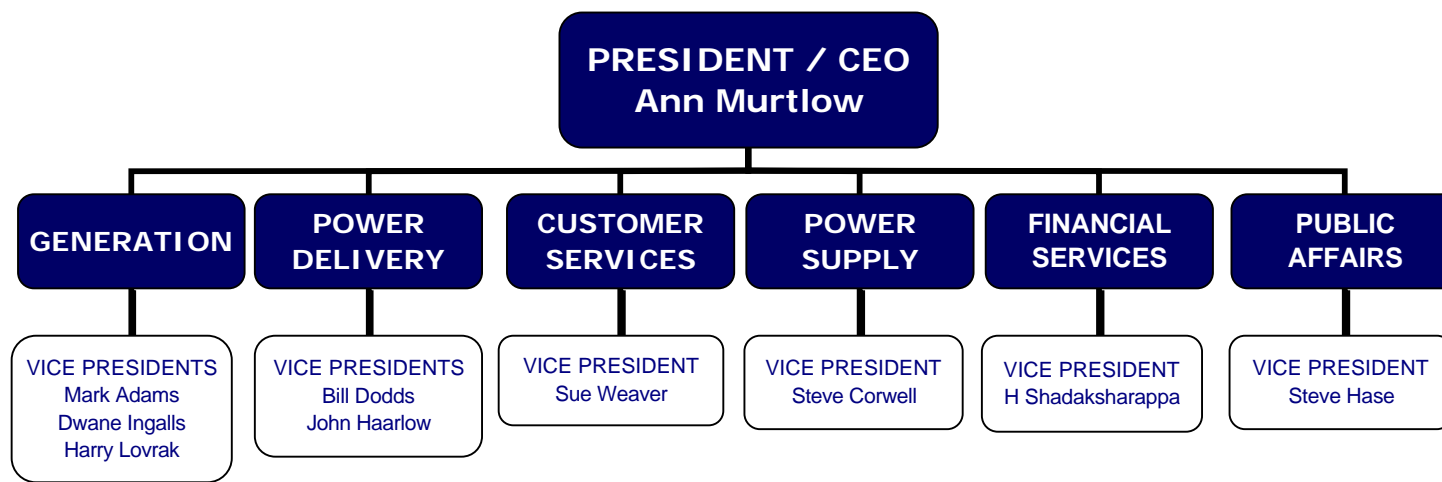 PRESIDENT / CEO
Ann Murtlow
GENERATION
POWER
DELIVERY
CUSTOMER
SERVICES
POWER
SUPPLY
FINANCIAL
SERVICES
PUBLIC
AFFAIRS
VICE PRESIDENTS
Mark Adams
Dwane Ingalls
Harry Lovrak
VICE PRESIDENTS
Bill Dodds
John Haarlow
VICE PRESIDENT
Sue Weaver
VICE PRESIDENT
Steve Corwell
VICE PRESIDENT
H Shadaksharappa
VICE PRESIDENT
Steve Hase